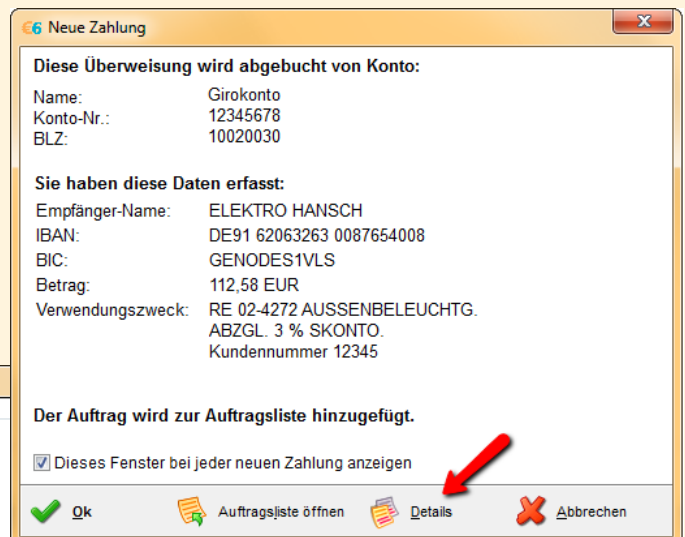 €6 Neue Zahlung
x
Diese Überweisung wird abgebucht von Konto:
Name: Girokonto
Konto-Nr.: 12345678
BLZ: 10020030
Sie haben diese Daten erfasst:
Empfänger-Name: ELEKTRO HANSCH
IBAN: DE91 62063263 0087654008
BIC: GENODES1VLS
Betrag: 112,58 EUR
Verwendungszweck: RE 02-4272 AUSSENBELEUCHTG.
ABZGL. 3 % SKONTO.
Kundennummer 12345
Der Auftrag wird zur Auftragsliste hinzugefügt.
Dieses Fenster bei jeder neuen Zahlung anzeigen
Ok Auftragsliste öffnen Details Abbrechen